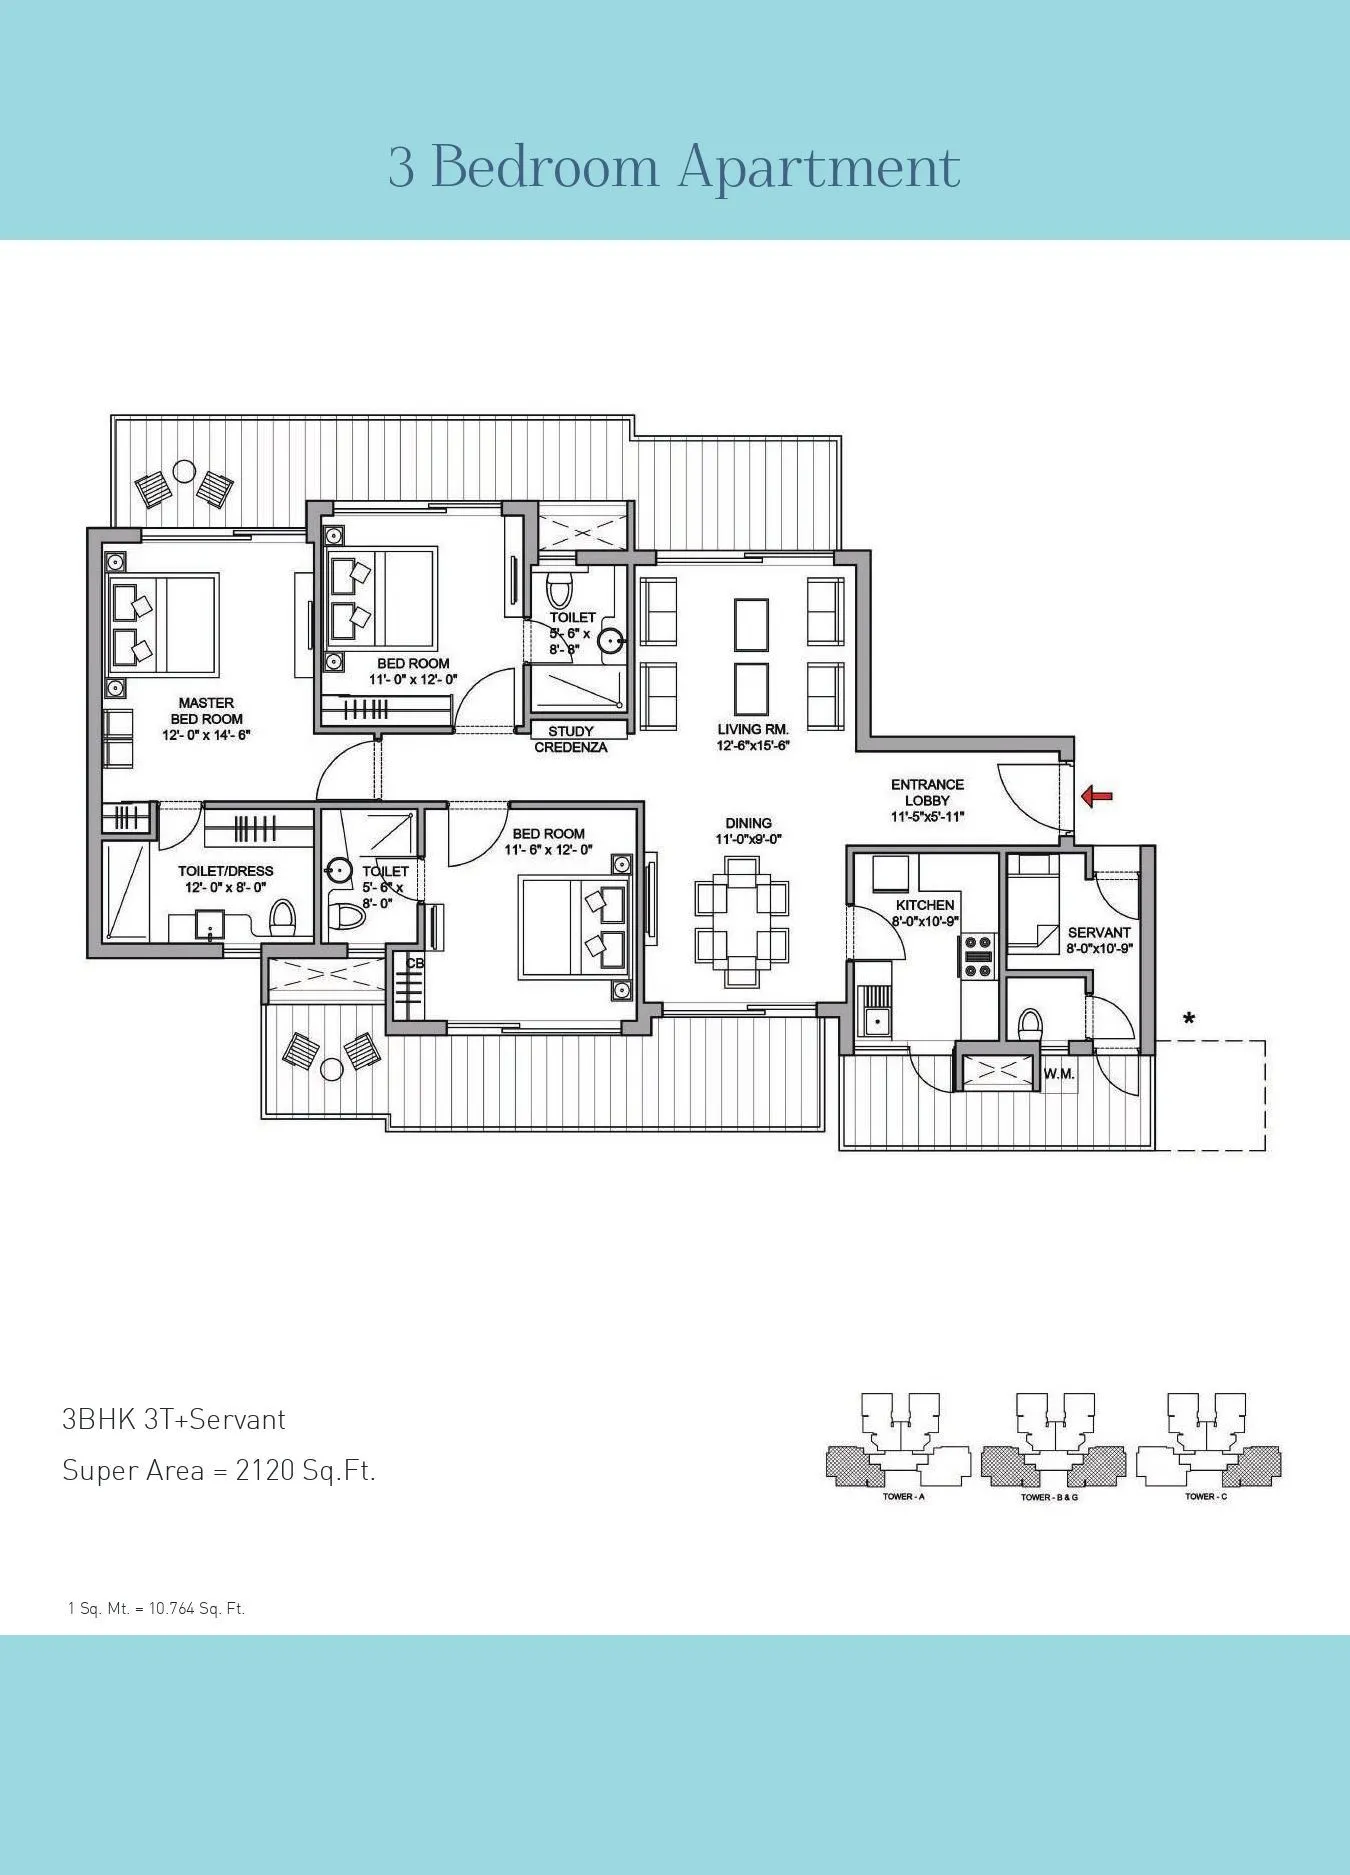 3 Bedroom Apartment
TOILET
5'- 6" x
8'- 8"
BED ROOM
11'- 0" x 12'- 0"
MASTER
BED ROOM
12'- 0" x 14'- 6"
STUDY
CREDENZA
LIVING RM.
12'-6"x15'-6"
ENTRANCE
LOBBY
11'-5"x5'-11"
DINING
11'-0"x9'-0"
BED ROOM
11'- 6" x 12'- 0"
TOILET/DRESS
12'- 0" x 8'- 0"
TOILET
5'- 6" x
8'- 0"
KITCHEN
8'-0"x10'-9"
SERVANT
8'-0"x10'-9"
CB
*
W.M.
3BHK 3T+Servant
Super Area = 2120 Sq.Ft.
TOWER - A
TOWER - B & G
TOWER - C
1 Sq. Mt. = 10.764 Sq. Ft.